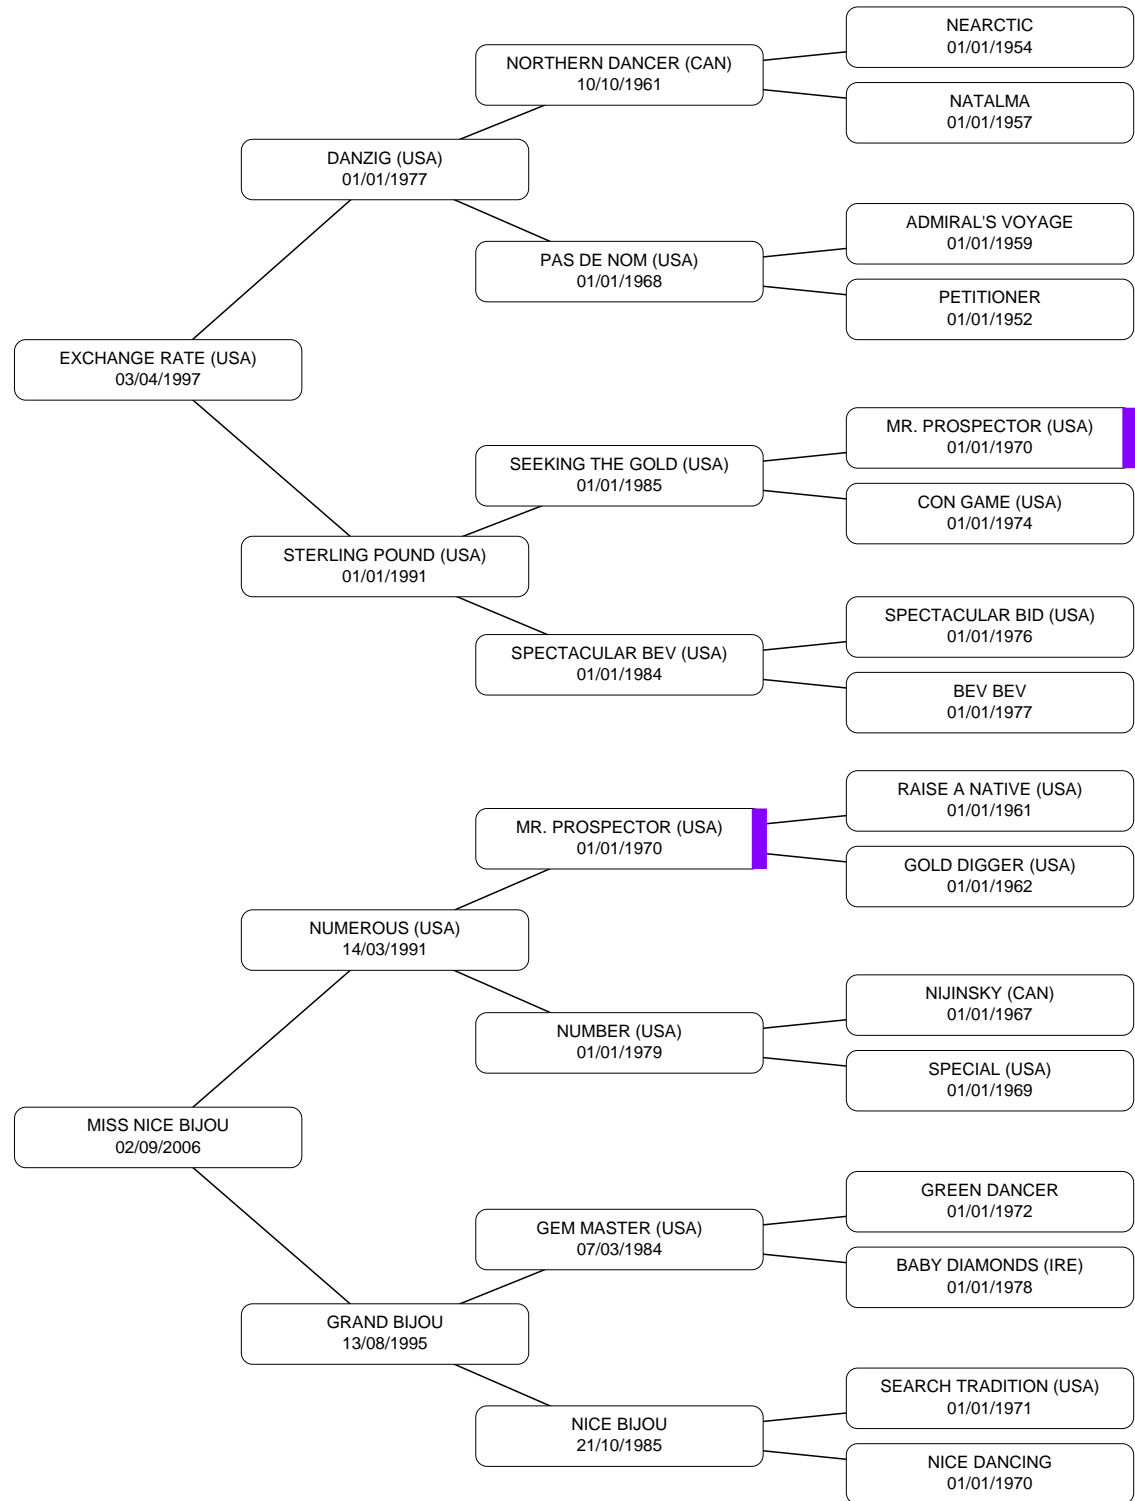 NEARCTIC
01/01/1954
NORTHERN DANCER (CAN)
10/10/1961
NATALMA
01/01/1957
DANZIG (USA)
01/01/1977
ADMIRAL'S VOYAGE
01/01/1959
PAS DE NOM (USA)
01/01/1968
PETITIONER
01/01/1952
EXCHANGE RATE (USA)
03/04/1997
MR. PROSPECTOR (USA)
01/01/1970
SEEKING THE GOLD (USA)
01/01/1985
CON GAME (USA)
01/01/1974
STERLING POUND (USA)
01/01/1991
SPECTACULAR BID (USA)
01/01/1976
SPECTACULAR BEV (USA)
01/01/1984
BEV BEV
01/01/1977
RAISE A NATIVE (USA)
01/01/1961
MR. PROSPECTOR (USA)
01/01/1970
GOLD DIGGER (USA)
01/01/1962
NUMEROUS (USA)
14/03/1991
NIJINSKY (CAN)
01/01/1967
NUMBER (USA)
01/01/1979
SPECIAL (USA)
01/01/1969
MISS NICE BIJOU
02/09/2006
GREEN DANCER
01/01/1972
GEM MASTER (USA)
07/03/1984
BABY DIAMONDS (IRE)
01/01/1978
GRAND BIJOU
13/08/1995
SEARCH TRADITION (USA)
01/01/1971
NICE BIJOU
21/10/1985
NICE DANCING
01/01/1970